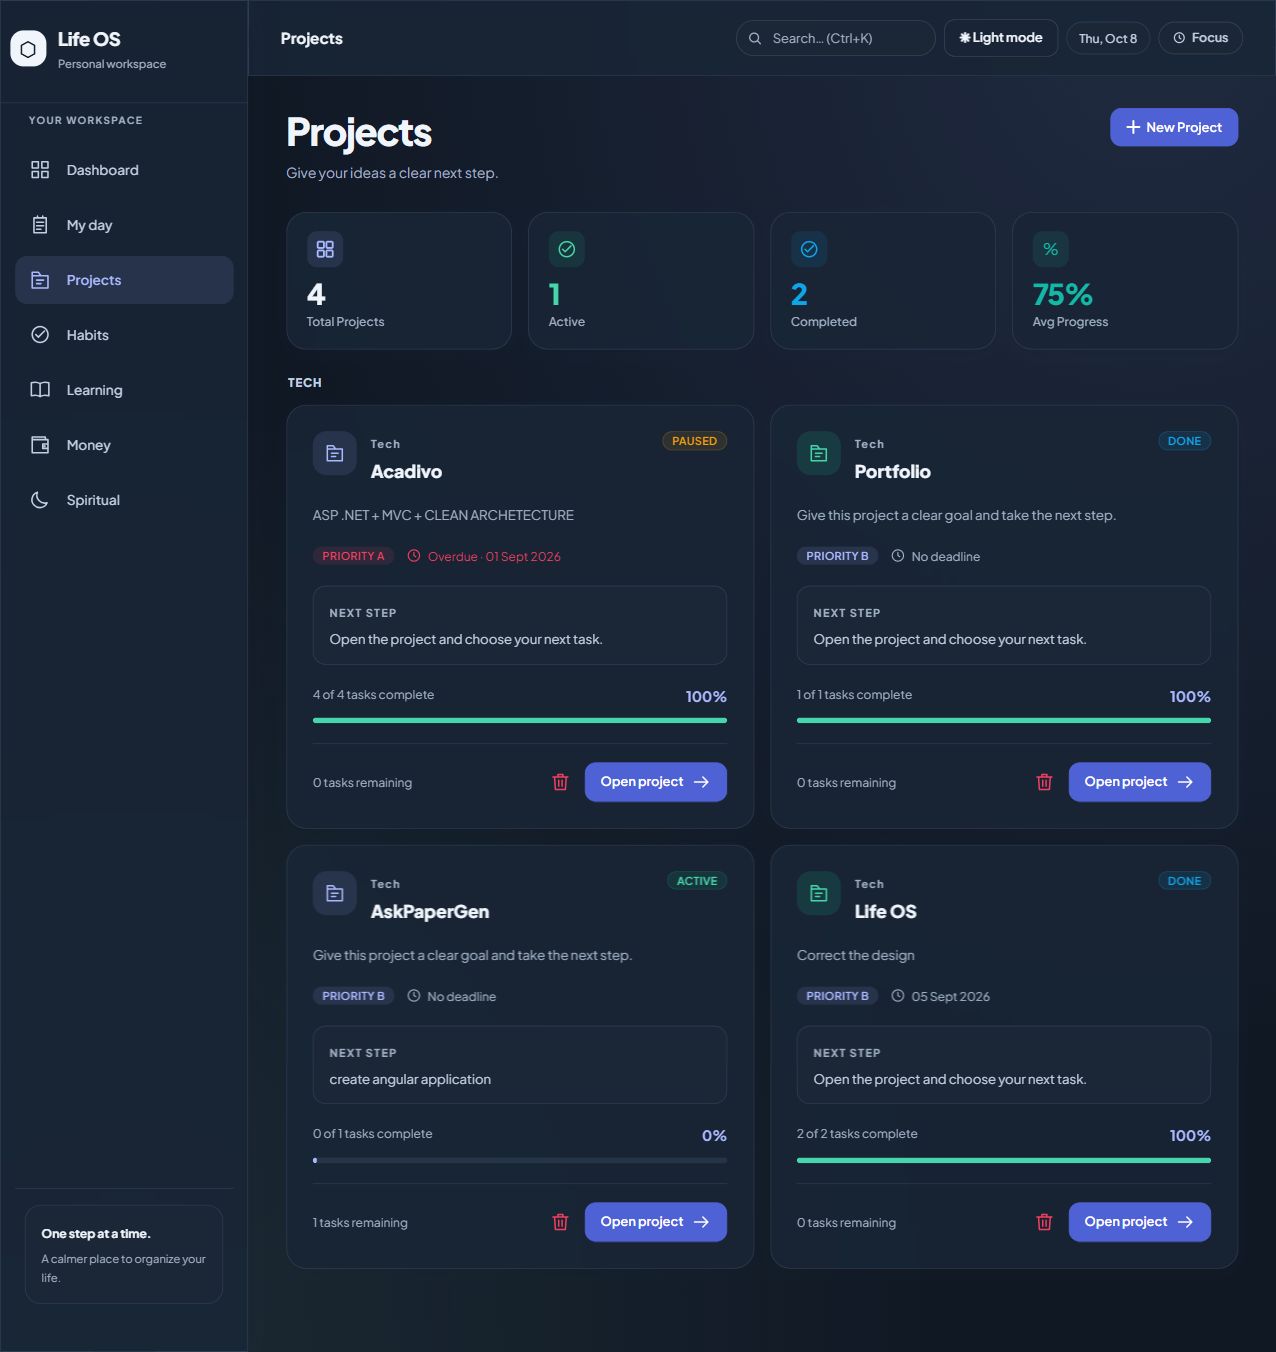 Life OS
Personal workspace
Projects
Search... (Ctrl+K)
Light mode
Thu, Oct 8
Focus
YOUR WORKSPACE
Dashboard
My day
Projects
Habits
Learning
Money
Spiritual
One step at a time.
A calmer place to organize your
life.
Projects
Give your ideas a clear next step.
New Project
4
Total Projects
1
Active
2
Completed
%
75%
Avg Progress
TECH
Tech
PAUSED
Acadivo
ASP .NET + MVC + CLEAN ARCHETECTURE
PRIORITY A
Overdue · 01 Sept 2026
NEXT STEP
Open the project and choose your next task.
4 of 4 tasks complete
100%
0 tasks remaining
Open project
Tech
DONE
Portfolio
Give this project a clear goal and take the next step.
PRIORITY B
No deadline
NEXT STEP
Open the project and choose your next task.
1 of 1 tasks complete
100%
0 tasks remaining
Open project
Tech
ACTIVE
AskPaperGen
Give this project a clear goal and take the next step.
PRIORITY B
No deadline
NEXT STEP
create angular application
0 of 1 tasks complete
0%
1 tasks remaining
Open project
Tech
DONE
Life OS
Correct the design
PRIORITY B
05 Sept 2026
NEXT STEP
Open the project and choose your next task.
2 of 2 tasks complete
100%
0 tasks remaining
Open project